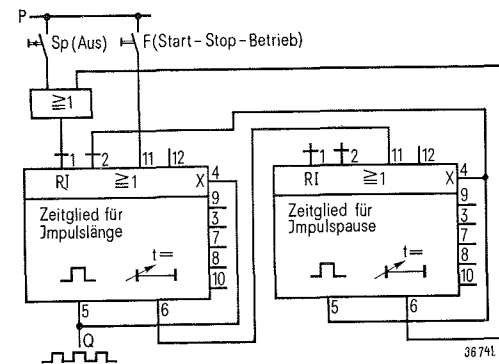 P
Sp (Aus)
F (Start-Stop-Betrieb)
≧1
1 2 11 12
RI ≧1 X 4
Zeitglied für
Jmpulslänge
t=
9
3
7
8
10
5 6
Q
1 2 11 12
RI ≧1 X 4
Zeitglied für
Jmpulspause
t=
9
3
7
8
10
5 6
36741